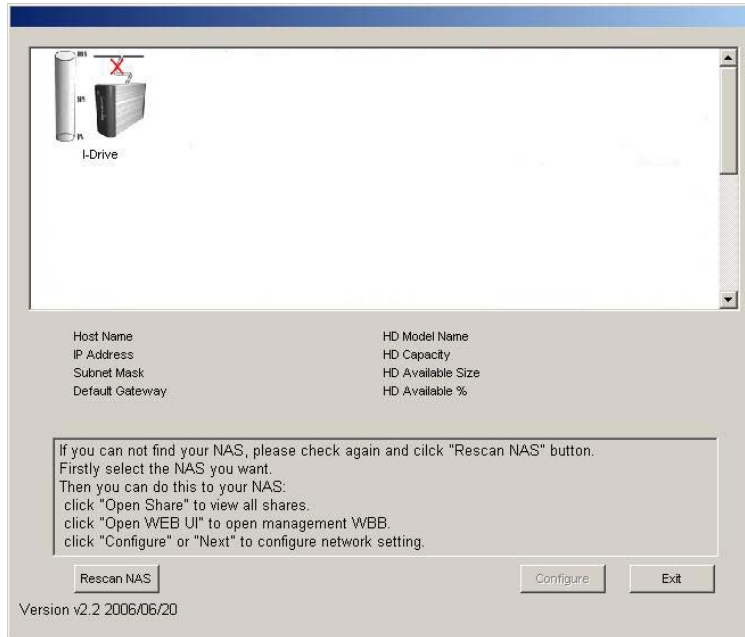 I-Drive
Host Name
IP Address
Subnet Mask
Default Gateway
HD Model Name
HD Capacity
HD Available Size
HD Available %
If you can not find your NAS, please check again and cilck "Rescan NAS" button.
Firstly select the NAS you want.
Then you can do this to your NAS:
click "Open Share" to view all shares.
click "Open WEB UI" to open management WBB.
click "Configure" or "Next" to configure network setting.
Rescan NAS
Configure
Exit
Version v2.2 2006/06/20